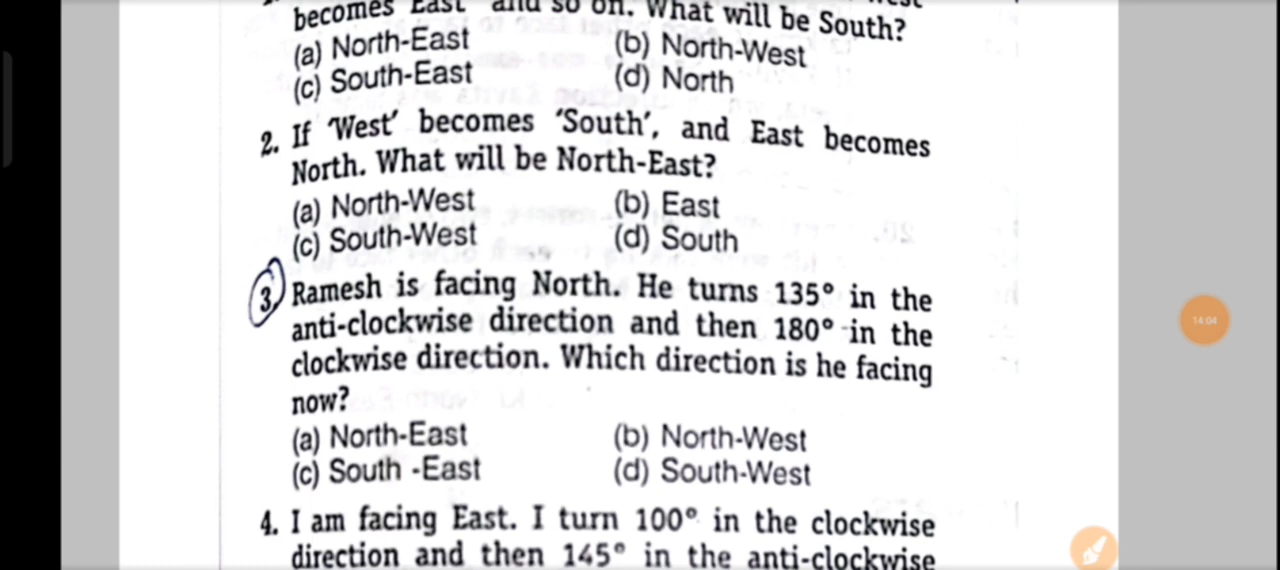 becomes East and so on. What will be South?
(a) North-East (b) North-West
(c) South-East (d) North
2. If 'West' becomes 'South', and East becomes
North. What will be North-East?
(a) North-West (b) East
(c) South-West (d) South
3. Ramesh is facing North. He turns 135° in the
anti-clockwise direction and then 180° in the
clockwise direction. Which direction is he facing
now?
(a) North-East (b) North-West
(c) South -East (d) South-West
4. I am facing East. I turn 100° in the clockwise
direction and then 145° in the anti-clockwise
14:04